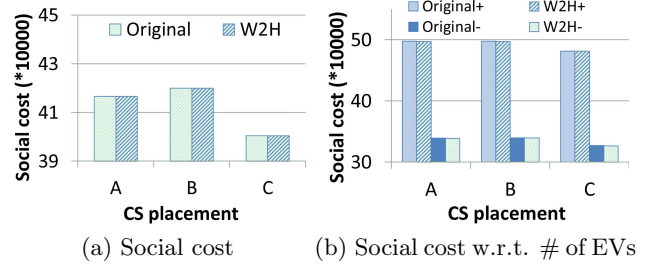 Social cost (*10000)
45
43
41
39
Original
W2H
A
B
C
CS placement
(a) Social cost
Social cost (*10000)
50
40
30
Original+
W2H+
Original-
W2H-
A
B
C
CS placement
(b) Social cost w.r.t. # of EVs